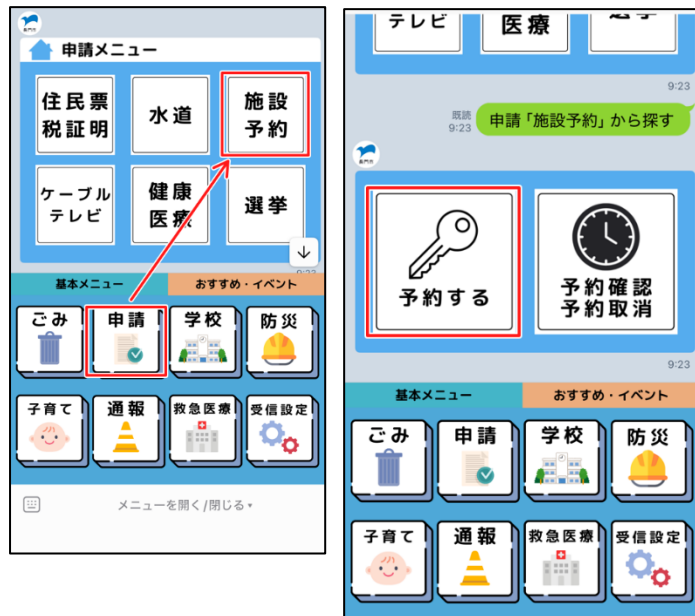 申請メニュー
住民票
税証明
水道
施設
予約
ケーブル
テレビ
健康
医療
選挙
基本メニュー
おすすめ・イベント
ごみ
申請
学校
防災
子育て
通報
救急医療
受信設定
メニューを開く/閉じる▾
テレビ
医療
9:23
既読
9:23
申請「施設予約」から探す
予約する
予約確認
予約取消
9:23
基本メニュー
おすすめ・イベント
ごみ
申請
学校
防災
子育て
通報
救急医療
受信設定